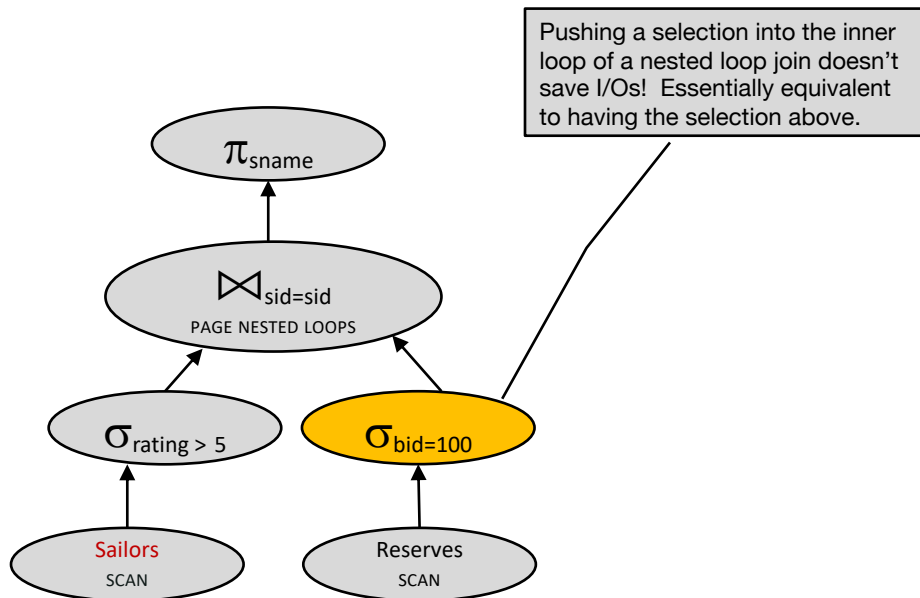 Pushing a selection into the inner
loop of a nested loop join doesn’t
save I/Os!  Essentially equivalent
to having the selection above.
πsname
⋈sid=sid
PAGE NESTED LOOPS
σrating > 5
σbid=100
Sailors
SCAN
Reserves
SCAN